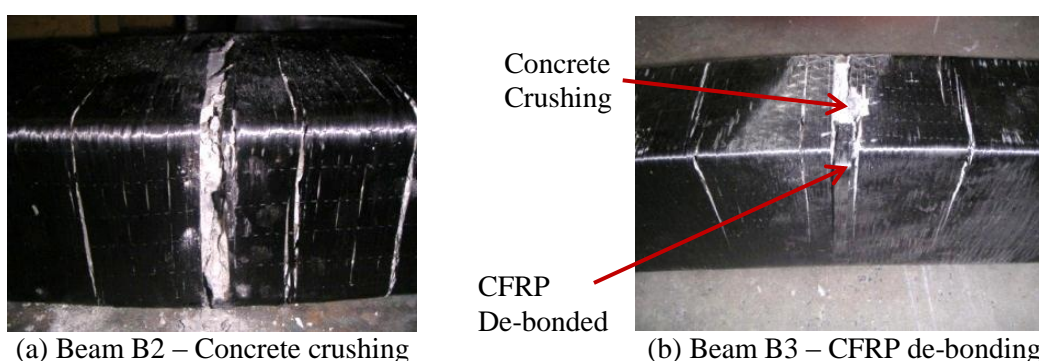 Concrete
Crushing
CFRP
De-bonded
(a) Beam B2 – Concrete crushing
(b) Beam B3 – CFRP de-bonding